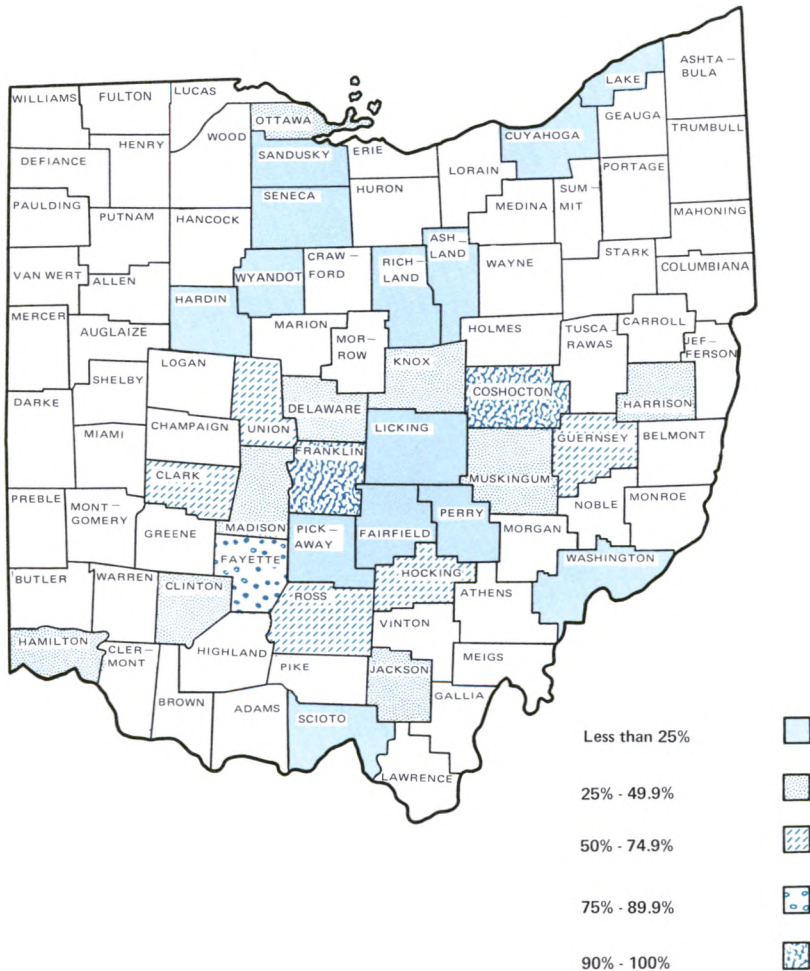 ASHTA-
BULA
LAKE
LUCAS
WILLIAMS
FULTON
GEAUGA
OTTAWA
TRUMBULL
WOOD
CUYAHOGA
HENRY
ERIE
SANDUSKY
DEFIANCE
LORAIN
PORTAGE
HURON
SUM-
MIT
SENECA
MEDINA
PAULDING
PUTNAM
HANCOCK
MAHONING
ASH-
LAND
CRAW-
FORD
RICH-
LAND
WAYNE
STARK
VAN WERT
ALLEN
WYANDOT
COLUMBIANA
HARDIN
MERCER
AUGLAIZE
MARION
HOLMES
TUSCA-
RAWAS
CARROLL
MOR-
ROW
JEF-
FERSON
KNOX
LOGAN
SHELBY
COSHOCTON
DARKE
DELAWARE
HARRISON
CHAMPAIGN
UNION
LICKING
MIAMI
GUERNSEY
BELMONT
FRANKLIN
CLARK
MUSKINGUM
PREBLE
MONT-
GOMERY
NOBLE
MONROE
PERRY
MADISON
PICK-
AWAY
FAIRFIELD
MORGAN
GREENE
FAYETTE
WASHINGTON
BUTLER
WARREN
HOCKING
CLINTON
ROSS
ATHENS
VINTON
HAMILTON
CLER-
MONT
HIGHLAND
MEIGS
PIKE
JACKSON
GALLIA
BROWN
ADAMS
SCIOTO
LAWRENCE
Less than 25%
25% - 49.9%
50% - 74.9%
75% - 89.9%
90% - 100%